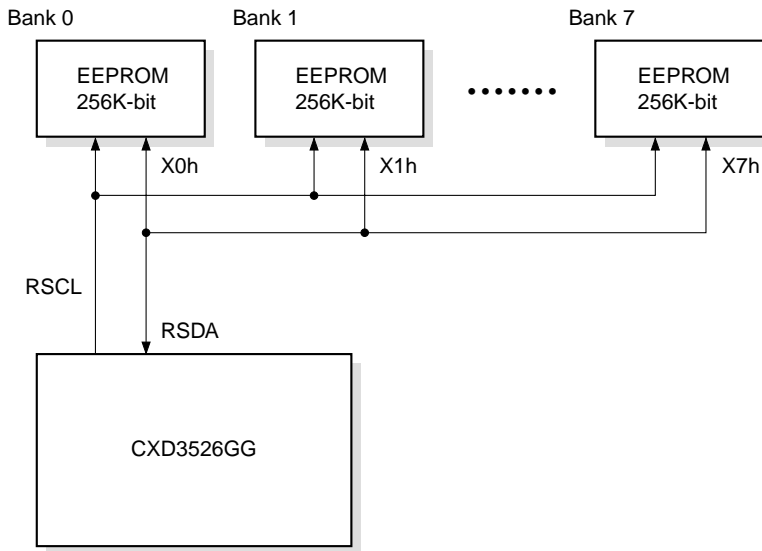 Bank 0
Bank 1
Bank 7
EEPROM
256K-bit
EEPROM
256K-bit
EEPROM
256K-bit
X0h
X1h
X7h
RSCL
RSDA
CXD3526GG